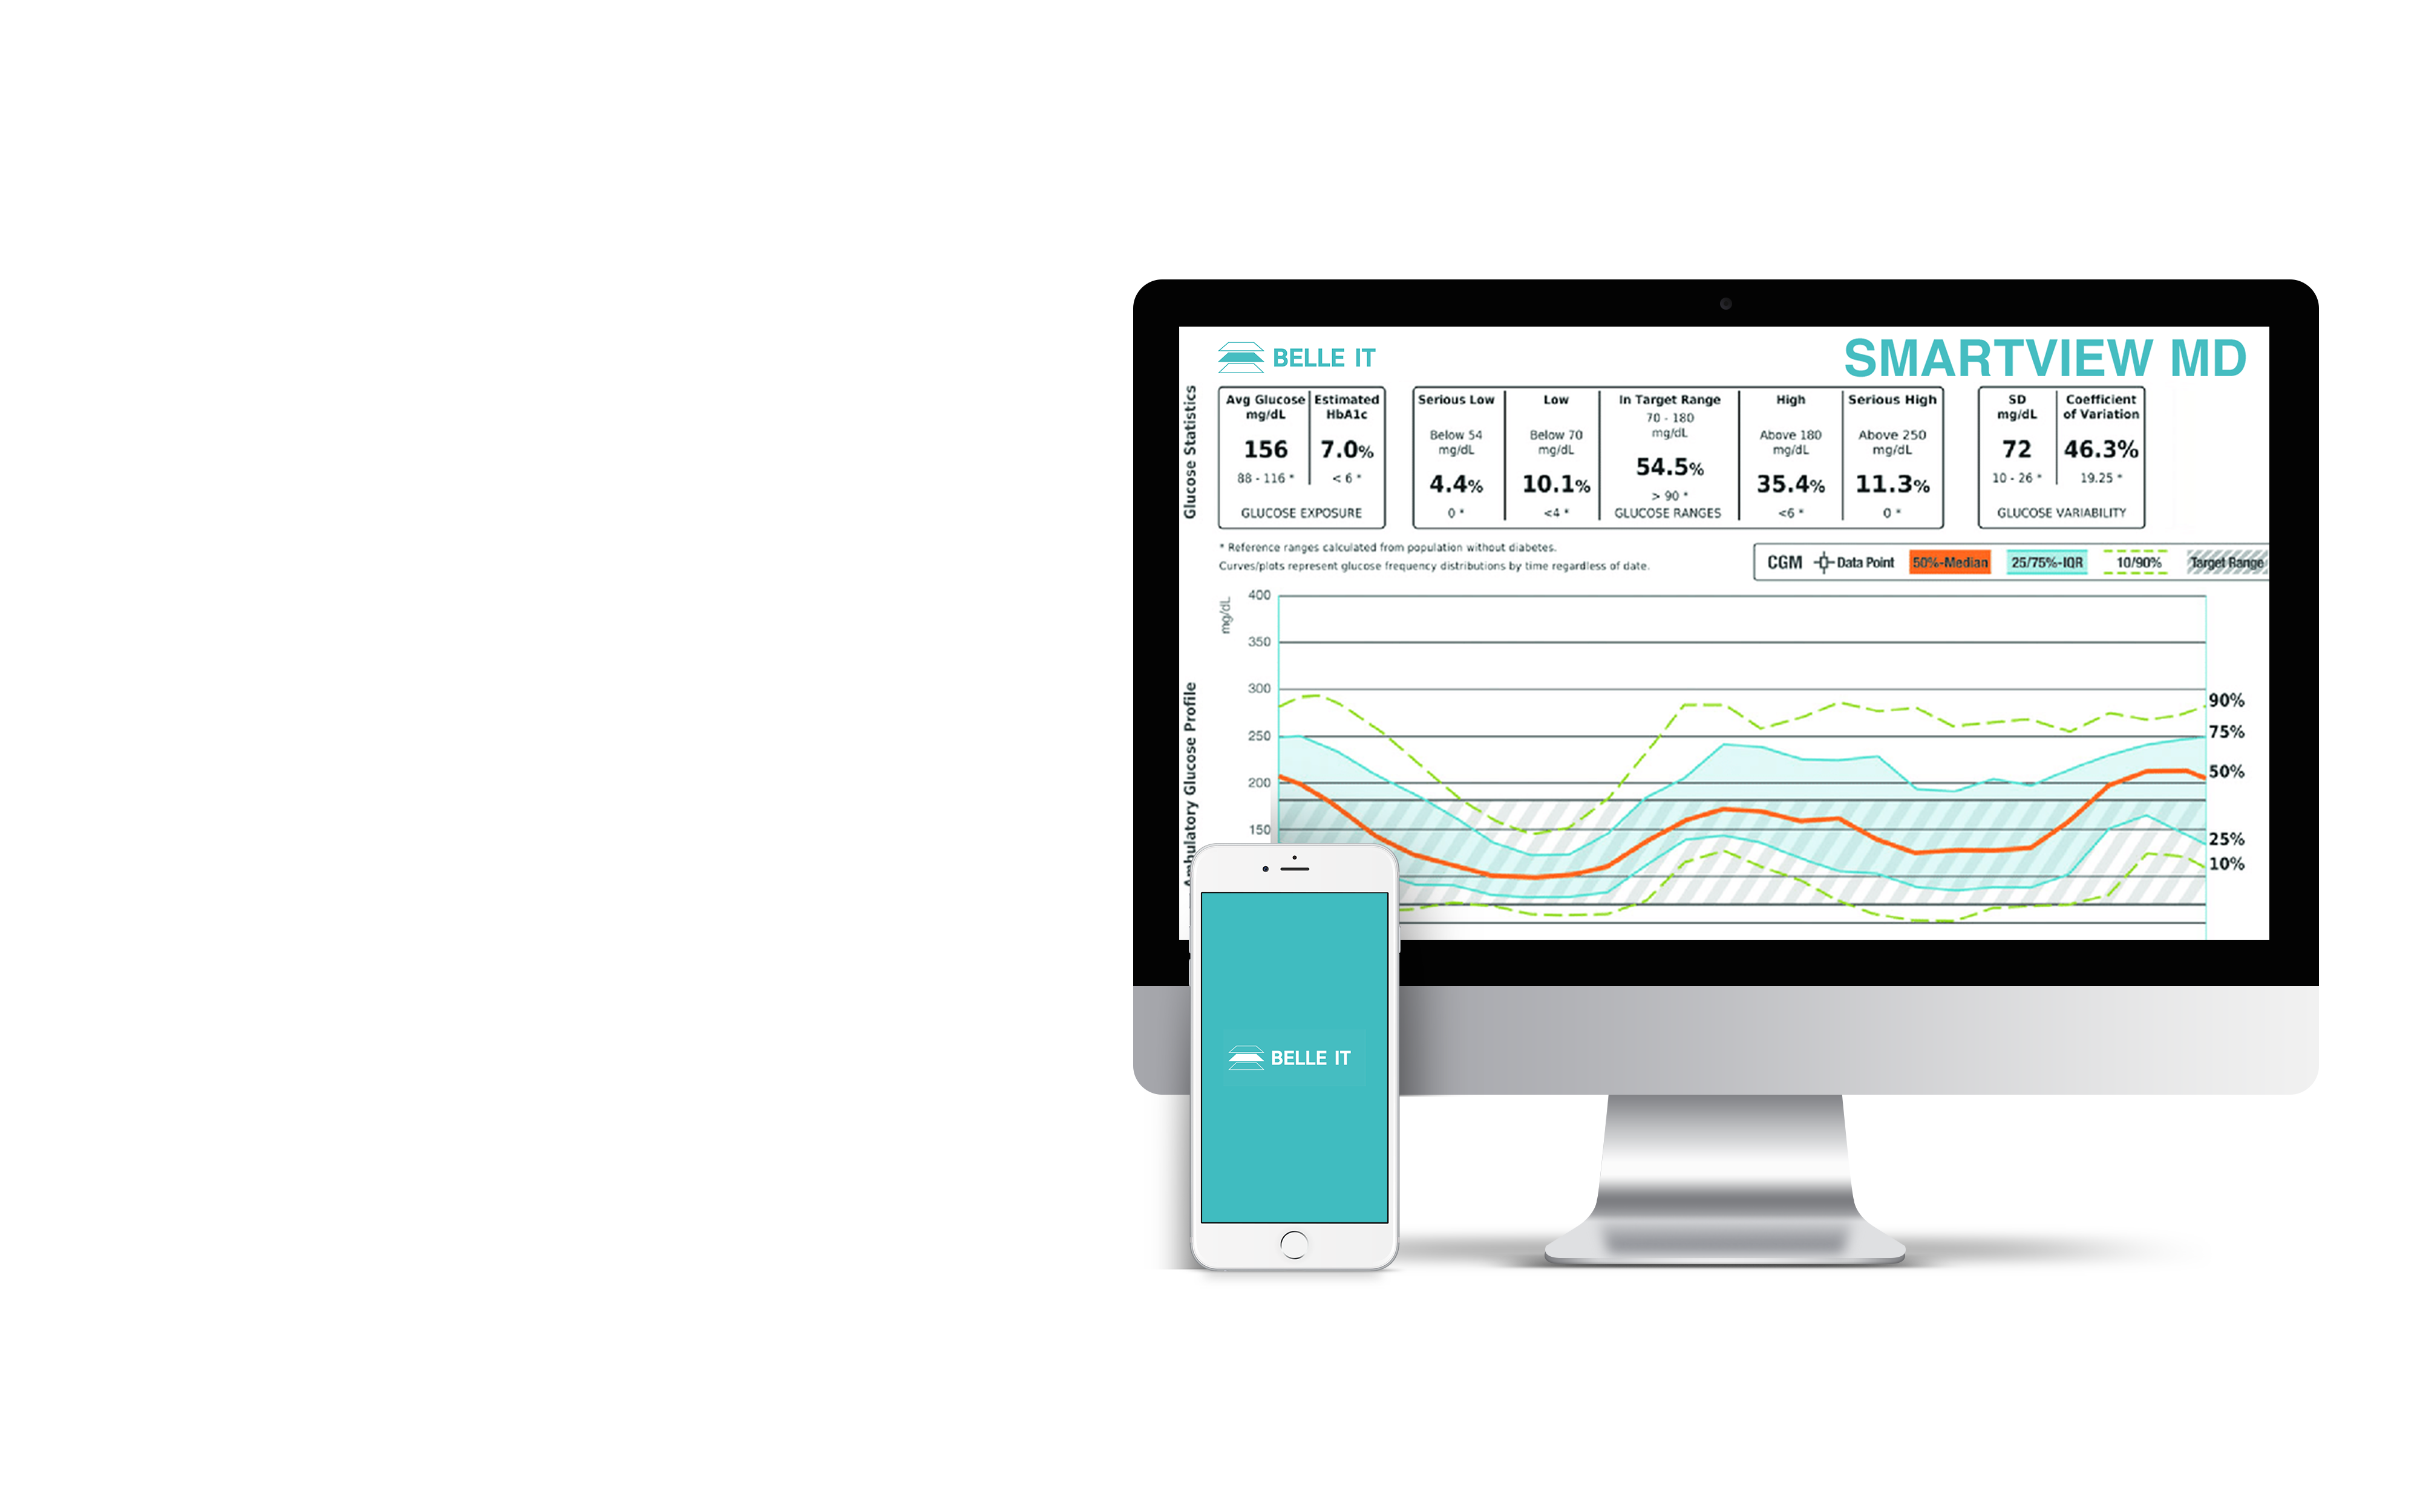 BELLE IT
SMARTVIEW MD
Glucose Statistics
Avg Glucose
mg/dL
156
88 - 116 *
Estimated
HbA1c
7.0%
< 6 *
GLUCOSE EXPOSURE
Serious Low
Below 54
mg/dL
4.4%
0 *
Low
Below 70
mg/dL
10.1%
<4 *
In Target Range
70 - 180
mg/dL
54.5%
> 90 *
GLUCOSE RANGES
High
Above 180
mg/dL
35.4%
<6 *
Serious High
Above 250
mg/dL
11.3%
0 *
SD
mg/dL
72
10 - 26 *
Coefficient
of Variation
46.3%
19.25 *
GLUCOSE VARIABILITY
* Reference ranges calculated from population without diabetes.
Curves/plots represent glucose frequency distributions by time regardless of date.
CGM Data Point 50%-Median 25/75%-IQR 10/90% Target Range
Ambulatory Glucose Profile
mg/dL
400
350
300
250
200
150
90%
75%
50%
25%
10%
BELLE IT